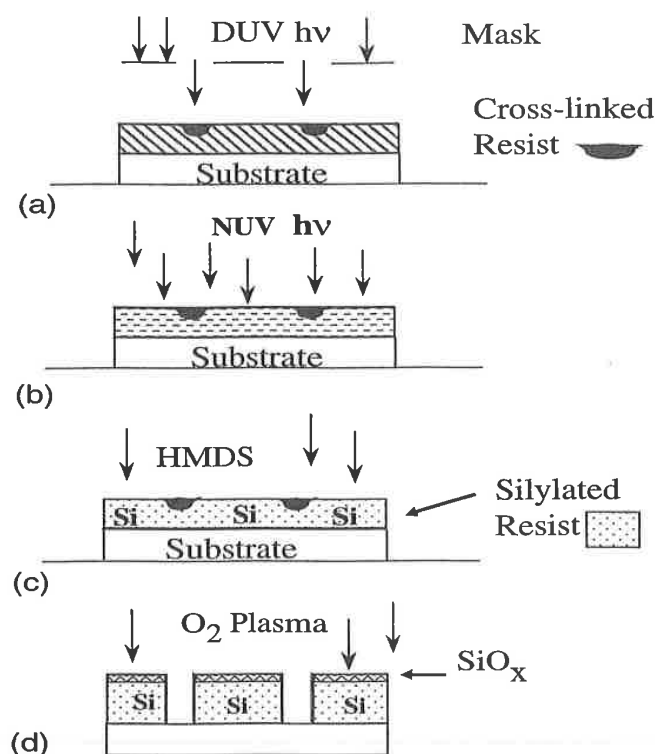 DUV hν
Mask
Cross-linked
Resist
Substrate
(a)
NUV hν
Substrate
(b)
HMDS
Si Si Si
Silylated
Resist
Substrate
(c)
O₂ Plasma
SiOₓ
Si Si Si
(d)